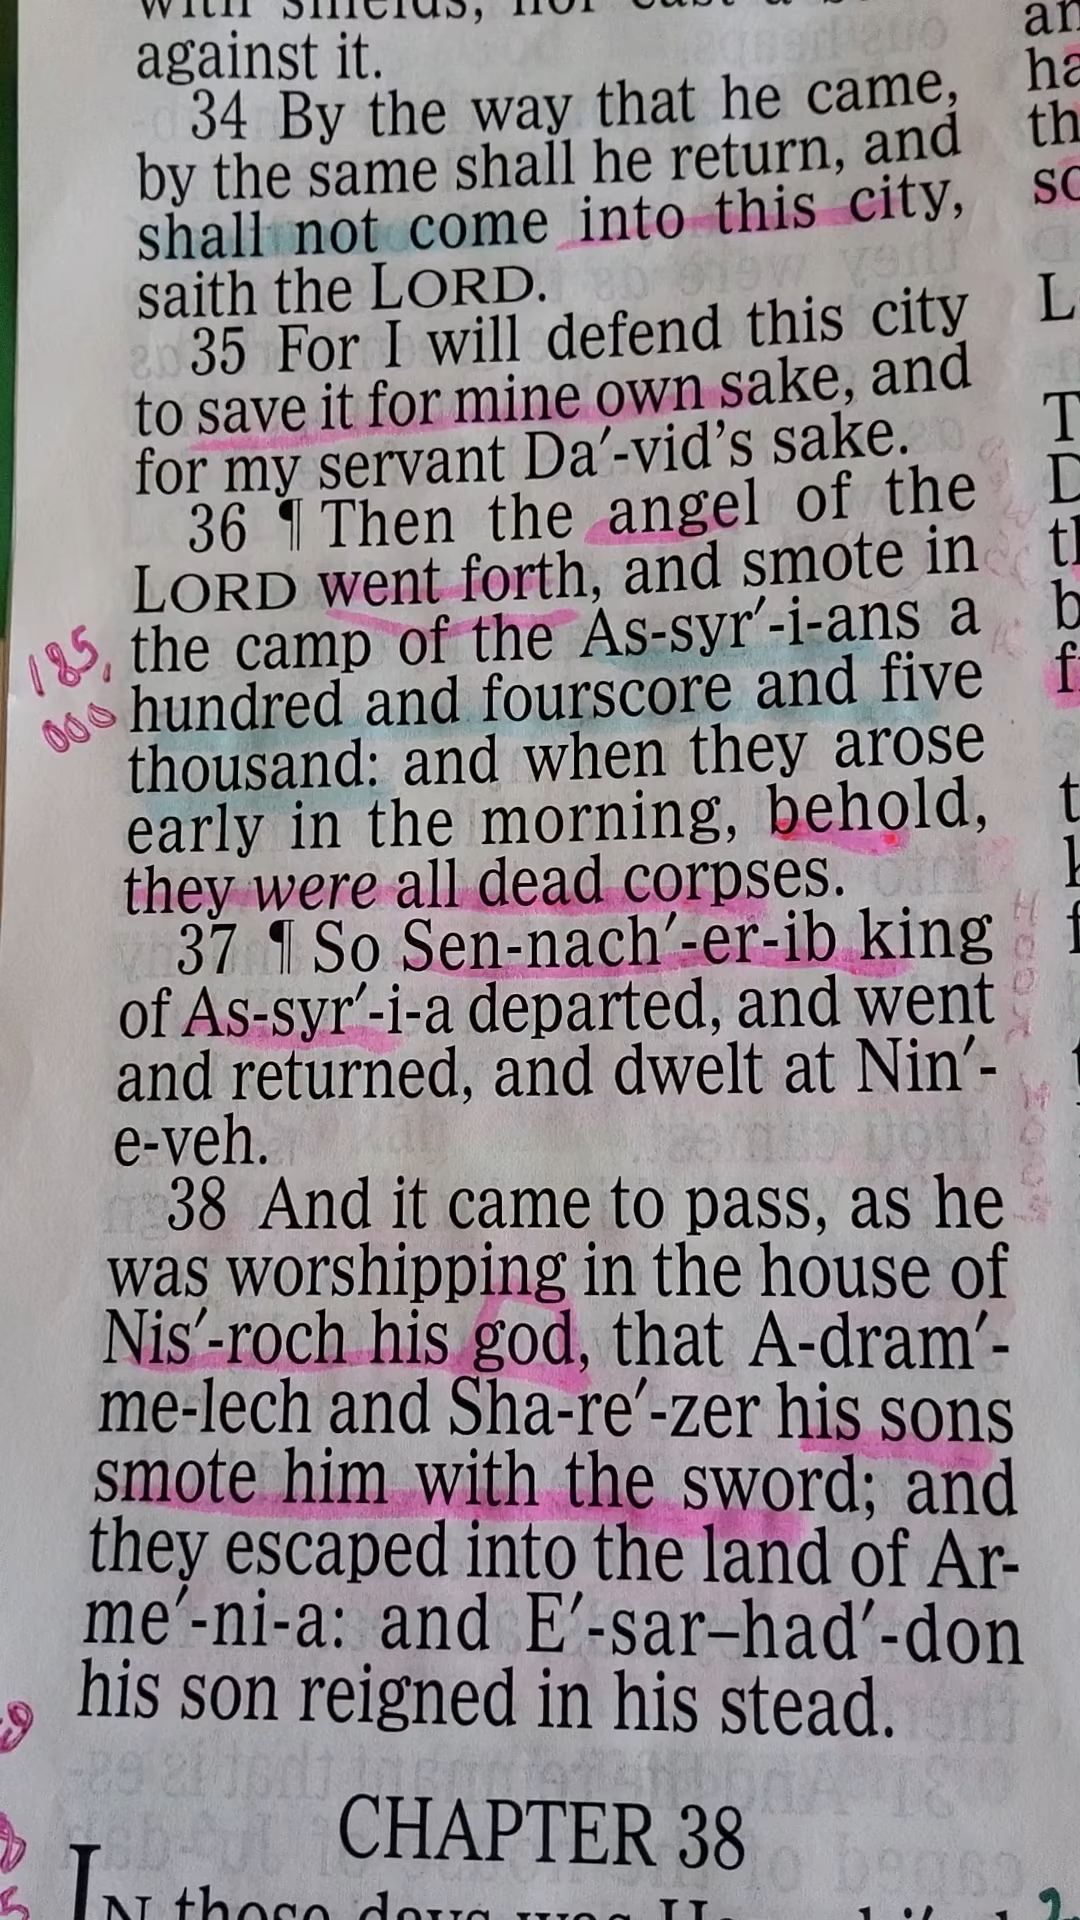 against it.
34 By the way that he came,
by the same shall he return, and
shall not come into this city,
saith the LORD.
35 For I will defend this city
to save it for mine own sake, and
for my servant Da′-vid’s sake.
36 ¶ Then the angel of the
LORD went forth, and smote in
the camp of the As-syr′-i-ans a
185,
hundred and fourscore and five
000
thousand: and when they arose
early in the morning, behold,
they were all dead corpses.
37 ¶ So Sen-nach′-er-ib king
of As-syr′-i-a departed, and went
and returned, and dwelt at Nin′-
e-veh.
38 And it came to pass, as he
was worshipping in the house of
Nis′-roch his god, that A-dram′-
me-lech and Sha-re′-zer his sons
smote him with the sword; and
they escaped into the land of Ar-
me′-ni-a: and E′-sar–had′-don
his son reigned in his stead.
CHAPTER 38
IN those days was